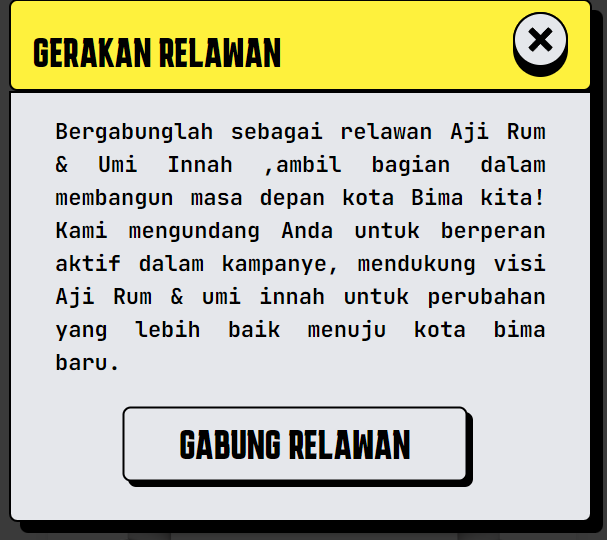 GERAKAN RELAWAN
Bergabunglah sebagai relawan Aji Rum
& Umi Innah ,ambil bagian dalam
membangun masa depan kota Bima kita!
Kami mengundang Anda untuk berperan
aktif dalam kampanye, mendukung visi
Aji Rum & umi innah untuk perubahan
yang lebih baik menuju kota bima
baru.
GABUNG RELAWAN